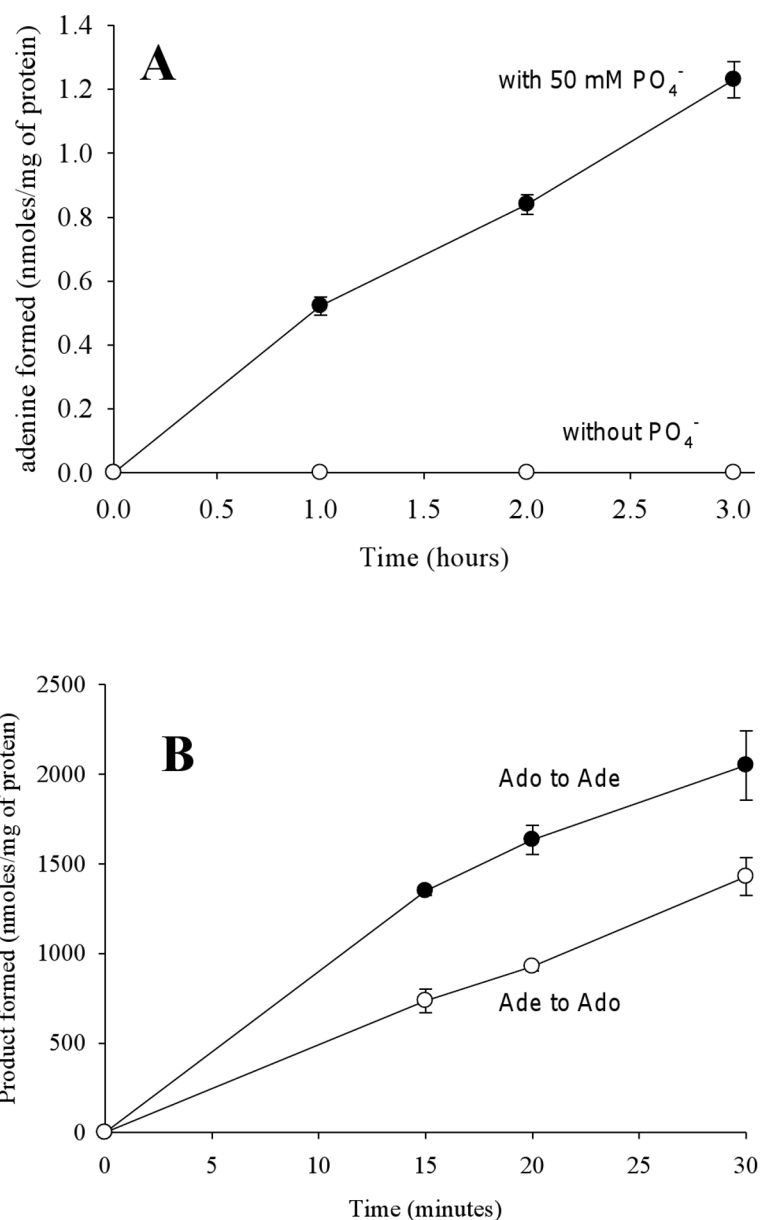 A
with 50 mM PO4-
without PO4-
adenine formed (nmoles/mg of protein)
1.4
1.2
1.0
0.8
0.6
0.4
0.2
0.0
0.0 0.5 1.0 1.5 2.0 2.5 3.0
Time (hours)
B
Ado to Ade
Ade to Ado
Product formed (nmoles/mg of protein)
2500
2000
1500
1000
500
0
0 5 10 15 20 25 30
Time (minutes)